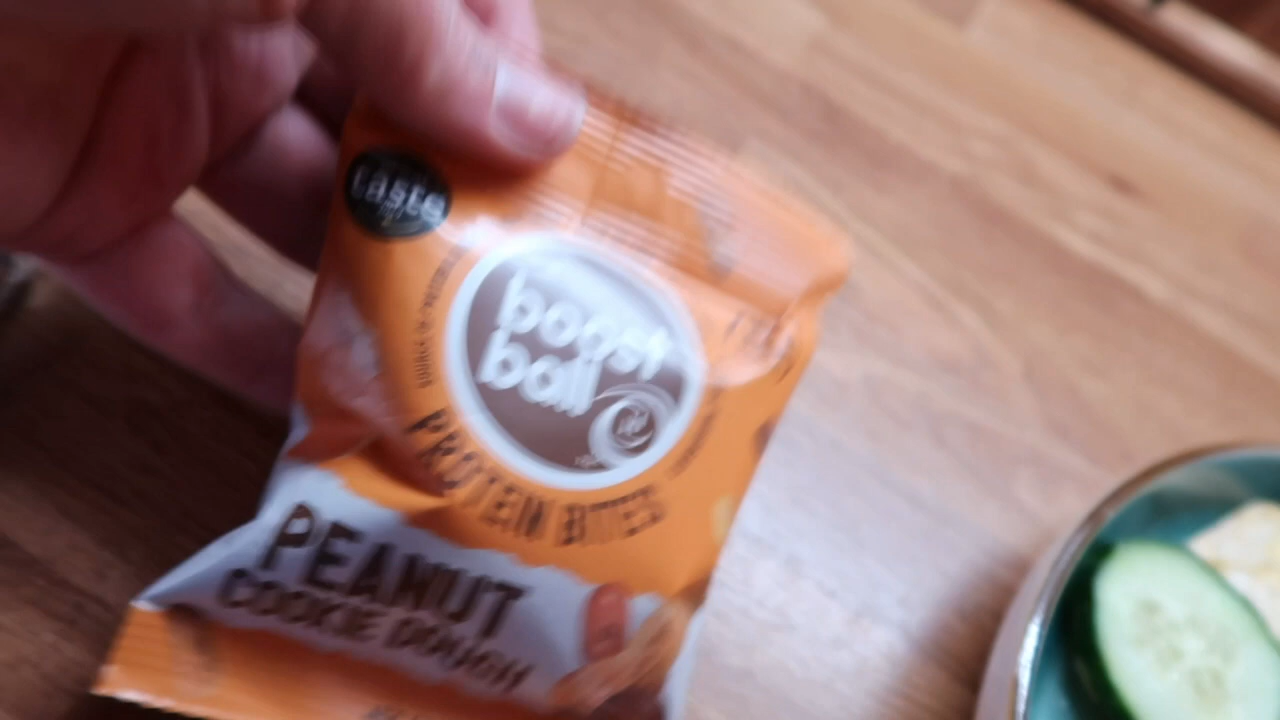 taste
boost
ball
PROTEIN BITES
PEANUT
COOKIE DOUGH